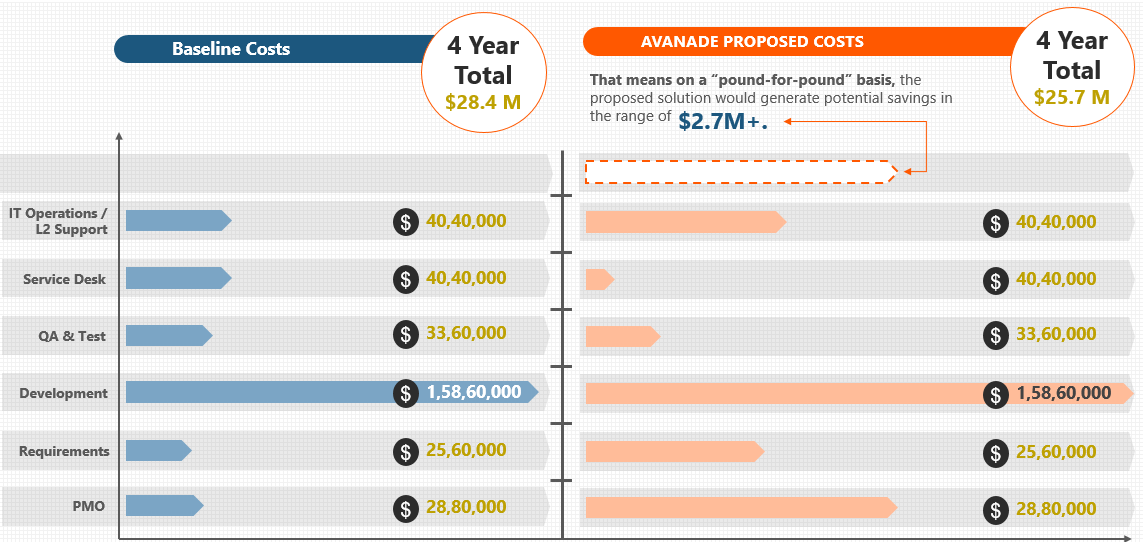 Baseline Costs
4 Year
Total
$28.4 M
AVANADE PROPOSED COSTS
4 Year
Total
$25.7 M
That means on a “pound-for-pound” basis, the
proposed solution would generate potential savings in
the range of $2.7M+.
IT Operations /
L2 Support
$ 40,40,000
$ 40,40,000
Service Desk
$ 40,40,000
$ 40,40,000
QA & Test
$ 33,60,000
$ 33,60,000
Development
$ 1,58,60,000
$ 1,58,60,000
Requirements
$ 25,60,000
$ 25,60,000
PMO
$ 28,80,000
$ 28,80,000